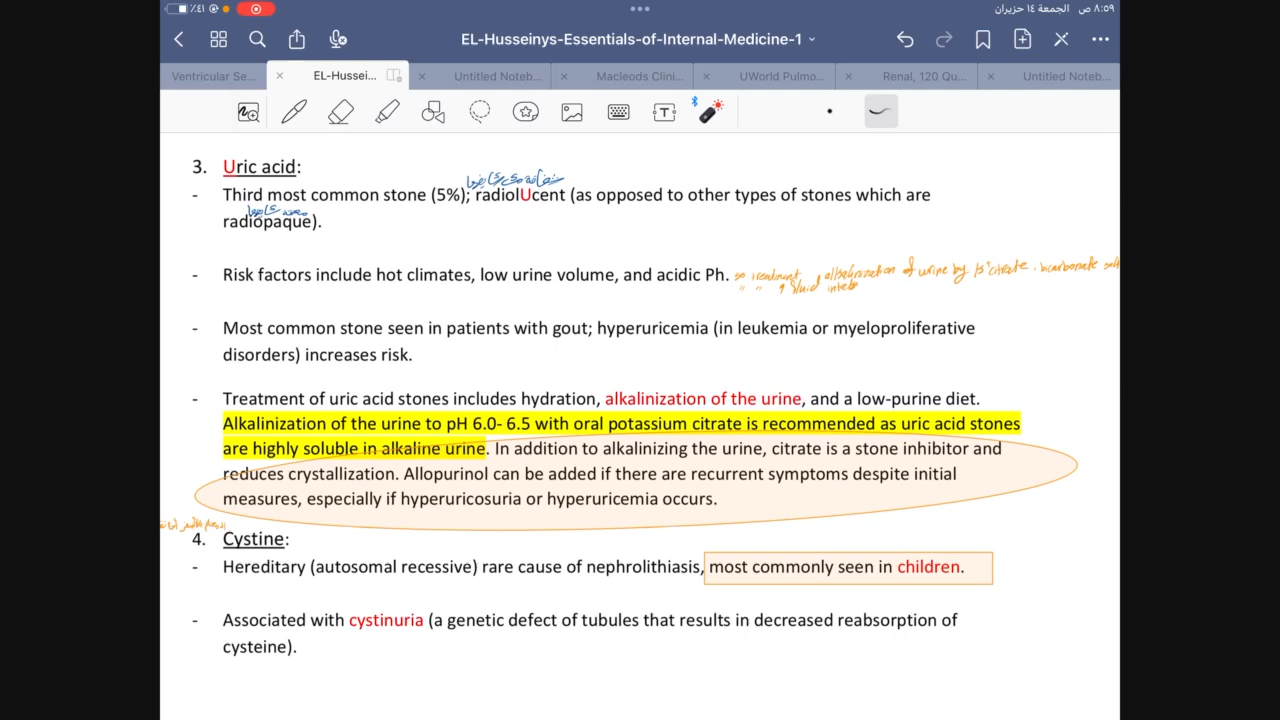 ٪٤١
٨:٥٩ ص الجمعة ١٤ حزيران
EL-Husseinys-Essentials-of-Internal-Medicine-1
Ventricular Se...
EL-Hussei...
Untitled Noteb...
Macleods Clini...
UWorld Pulmo...
Renal, 120 Qu...
Untitled Noteb...
3. Uric acid:
- Third most common stone (5%); radiolUcent (as opposed to other types of stones which are
radiopaque).
- Risk factors include hot climates, low urine volume, and acidic Ph.
treatment alkalinization of urine by citrate, bicarbonate
fluid intake
- Most common stone seen in patients with gout; hyperuricemia (in leukemia or myeloproliferative
disorders) increases risk.
- Treatment of uric acid stones includes hydration, alkalinization of the urine, and a low-purine diet.
Alkalinization of the urine to pH 6.0- 6.5 with oral potassium citrate is recommended as uric acid stones
are highly soluble in alkaline urine. In addition to alkalinizing the urine, citrate is a stone inhibitor and
reduces crystallization. Allopurinol can be added if there are recurrent symptoms despite initial
measures, especially if hyperuricosuria or hyperuricemia occurs.
4. Cystine:
- Hereditary (autosomal recessive) rare cause of nephrolithiasis, most commonly seen in children.
- Associated with cystinuria (a genetic defect of tubules that results in decreased reabsorption of
cysteine).